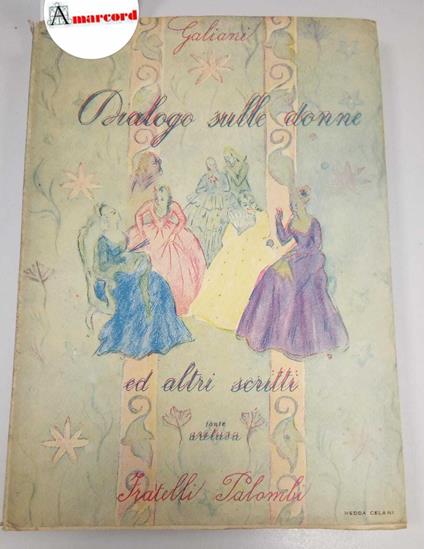 Amarcord
Galiani
Dialogo sulle donne
ed altri scritti
fonte
aretusa
Fratelli Palombi
HEDDA CELANI